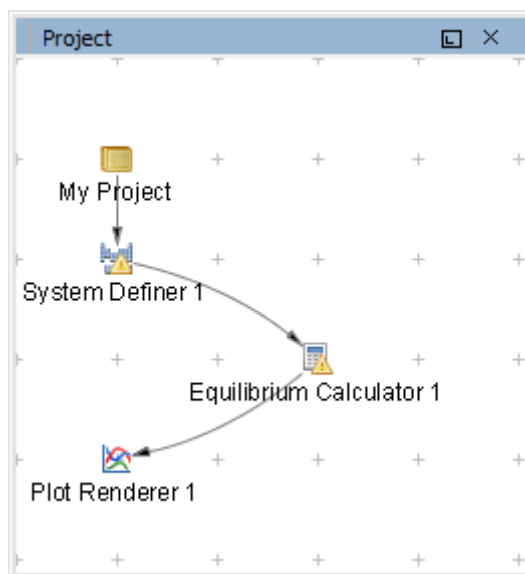 Project
My Project
System Definer 1
Equilibrium Calculator 1
Plot Renderer 1